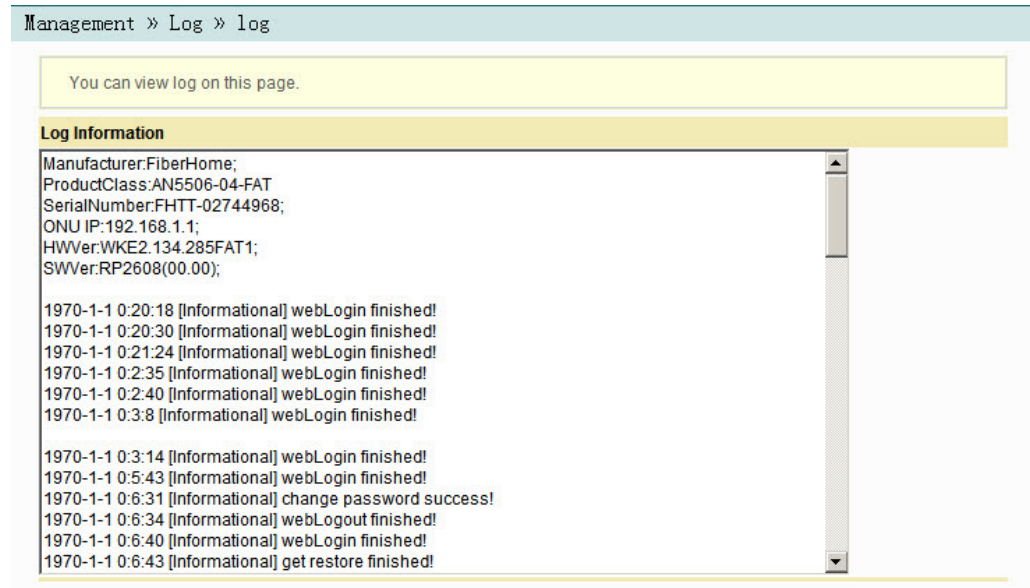 Management » Log » log
You can view log on this page.
Log Information
Manufacturer:FiberHome;
ProductClass:AN5506-04-FAT
SerialNumber:FHTT-02744968;
ONU IP:192.168.1.1;
HWVer:WKE2.134.285FAT1;
SWVer:RP2608(00.00);
1970-1-1 0:20:18 [Informational] webLogin finished!
1970-1-1 0:20:30 [Informational] webLogin finished!
1970-1-1 0:21:24 [Informational] webLogin finished!
1970-1-1 0:2:35 [Informational] webLogin finished!
1970-1-1 0:2:40 [Informational] webLogin finished!
1970-1-1 0:3:8 [Informational] webLogin finished!
1970-1-1 0:3:14 [Informational] webLogin finished!
1970-1-1 0:5:43 [Informational] webLogin finished!
1970-1-1 0:6:31 [Informational] change password success!
1970-1-1 0:6:34 [Informational] webLogout finished!
1970-1-1 0:6:40 [Informational] webLogin finished!
1970-1-1 0:6:43 [Informational] get restore finished!